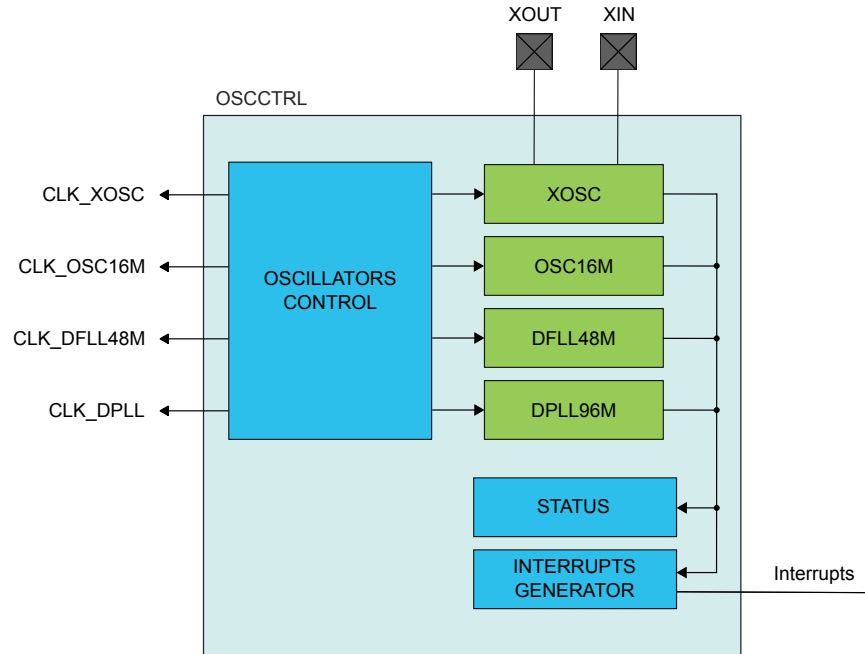 XOUT
XIN
OSCCTRL
CLK_XOSC
XOSC
CLK_OSC16M
OSCILLATORS
CONTROL
OSC16M
CLK_DFLL48M
DFLL48M
CLK_DPLL
DPLL96M
STATUS
INTERRUPTS
GENERATOR
Interrupts